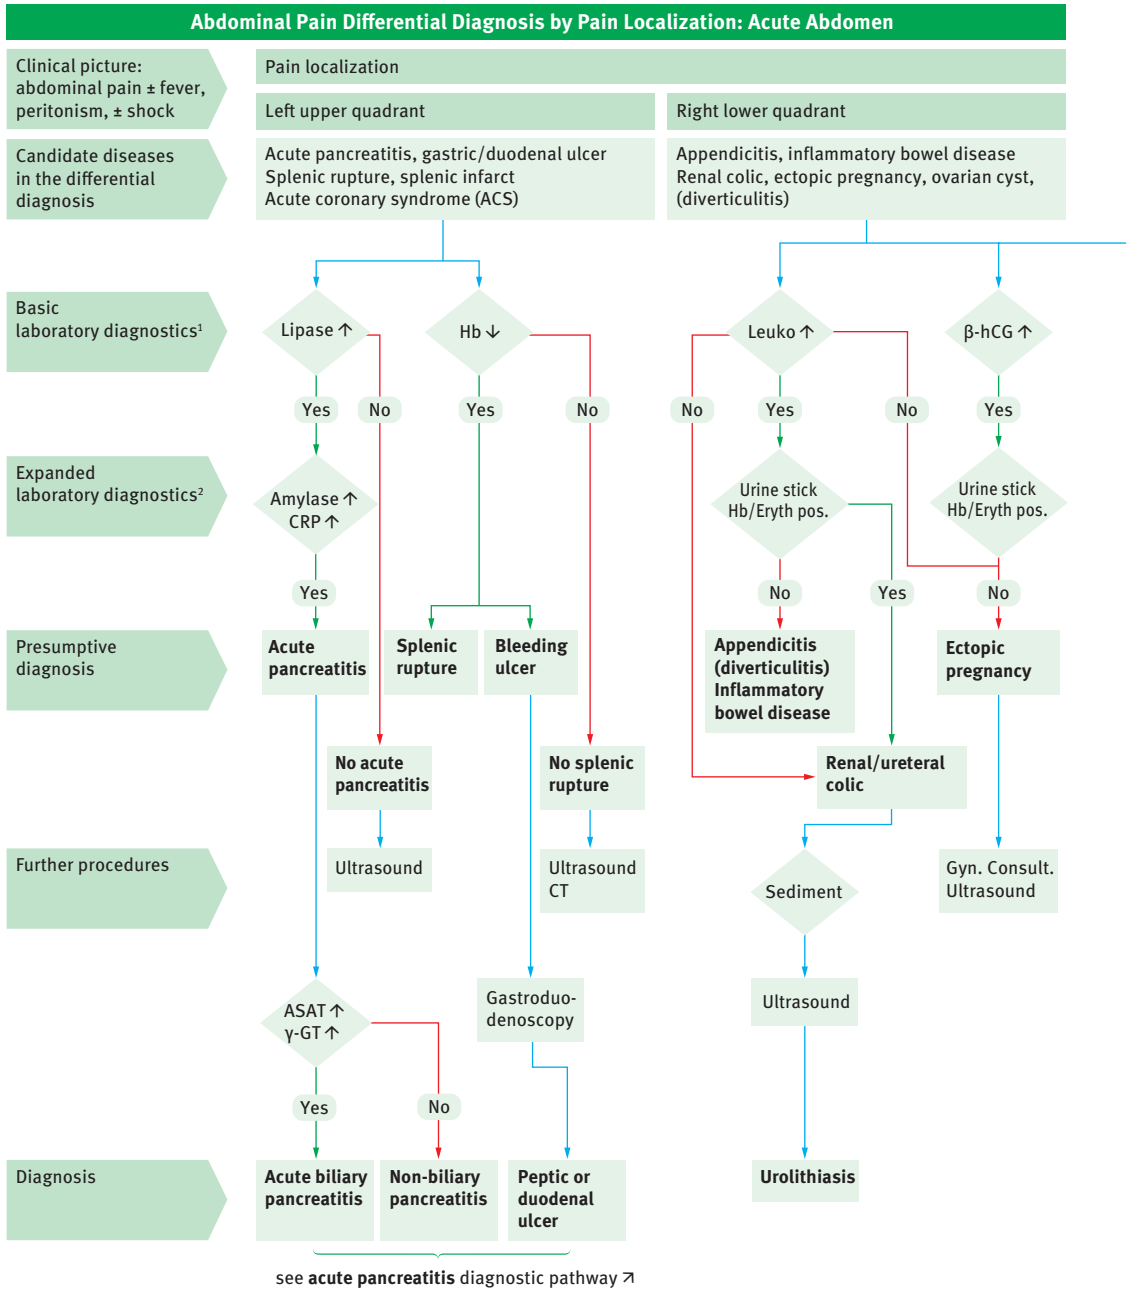 Abdominal Pain Differential Diagnosis by Pain Localization: Acute Abdomen
Clinical picture:
abdominal pain ± fever,
peritonism, ± shock
Pain localization
Left upper quadrant
Right lower quadrant
Candidate diseases
in the differential
diagnosis
Acute pancreatitis, gastric/duodenal ulcer
Splenic rupture, splenic infarct
Acute coronary syndrome (ACS)
Appendicitis, inflammatory bowel disease
Renal colic, ectopic pregnancy, ovarian cyst,
(diverticulitis)
Basic
laboratory diagnostics¹
Lipase ↑
Hb ↓
Leuko ↑
β-hCG ↑
Yes
No
Yes
No
No
Yes
No
Yes
Expanded
laboratory diagnostics²
Amylase ↑
CRP ↑
Urine stick
Hb/Eryth pos.
Urine stick
Hb/Eryth pos.
Yes
No
Yes
No
Presumptive
diagnosis
Acute
pancreatitis
Splenic
rupture
Bleeding
ulcer
Appendicitis
(diverticulitis)
Inflammatory
bowel disease
Ectopic
pregnancy
No acute
pancreatitis
No splenic
rupture
Renal/ureteral
colic
Further procedures
Ultrasound
Ultrasound
CT
Sediment
Gyn. Consult.
Ultrasound
ASAT ↑
γ-GT ↑
Gastroduo-
denoscopy
Ultrasound
Yes
No
Diagnosis
Acute biliary
pancreatitis
Non-biliary
pancreatitis
Peptic or
duodenal
ulcer
Urolithiasis
see acute pancreatitis diagnostic pathway ↗